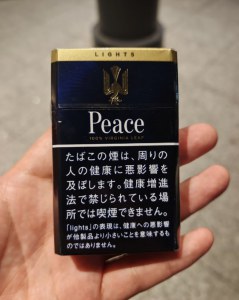 LIGHTS
Peace
100% VIRGINIA LEAF
たばこの煙は、周りの
人の健康に悪影響を
及ぼします。健康増進
法で禁じられている場
所では喫煙できません。
「lights」の表現は、健康への悪影響
が他製品より小さいことを意味するも
のではありません。